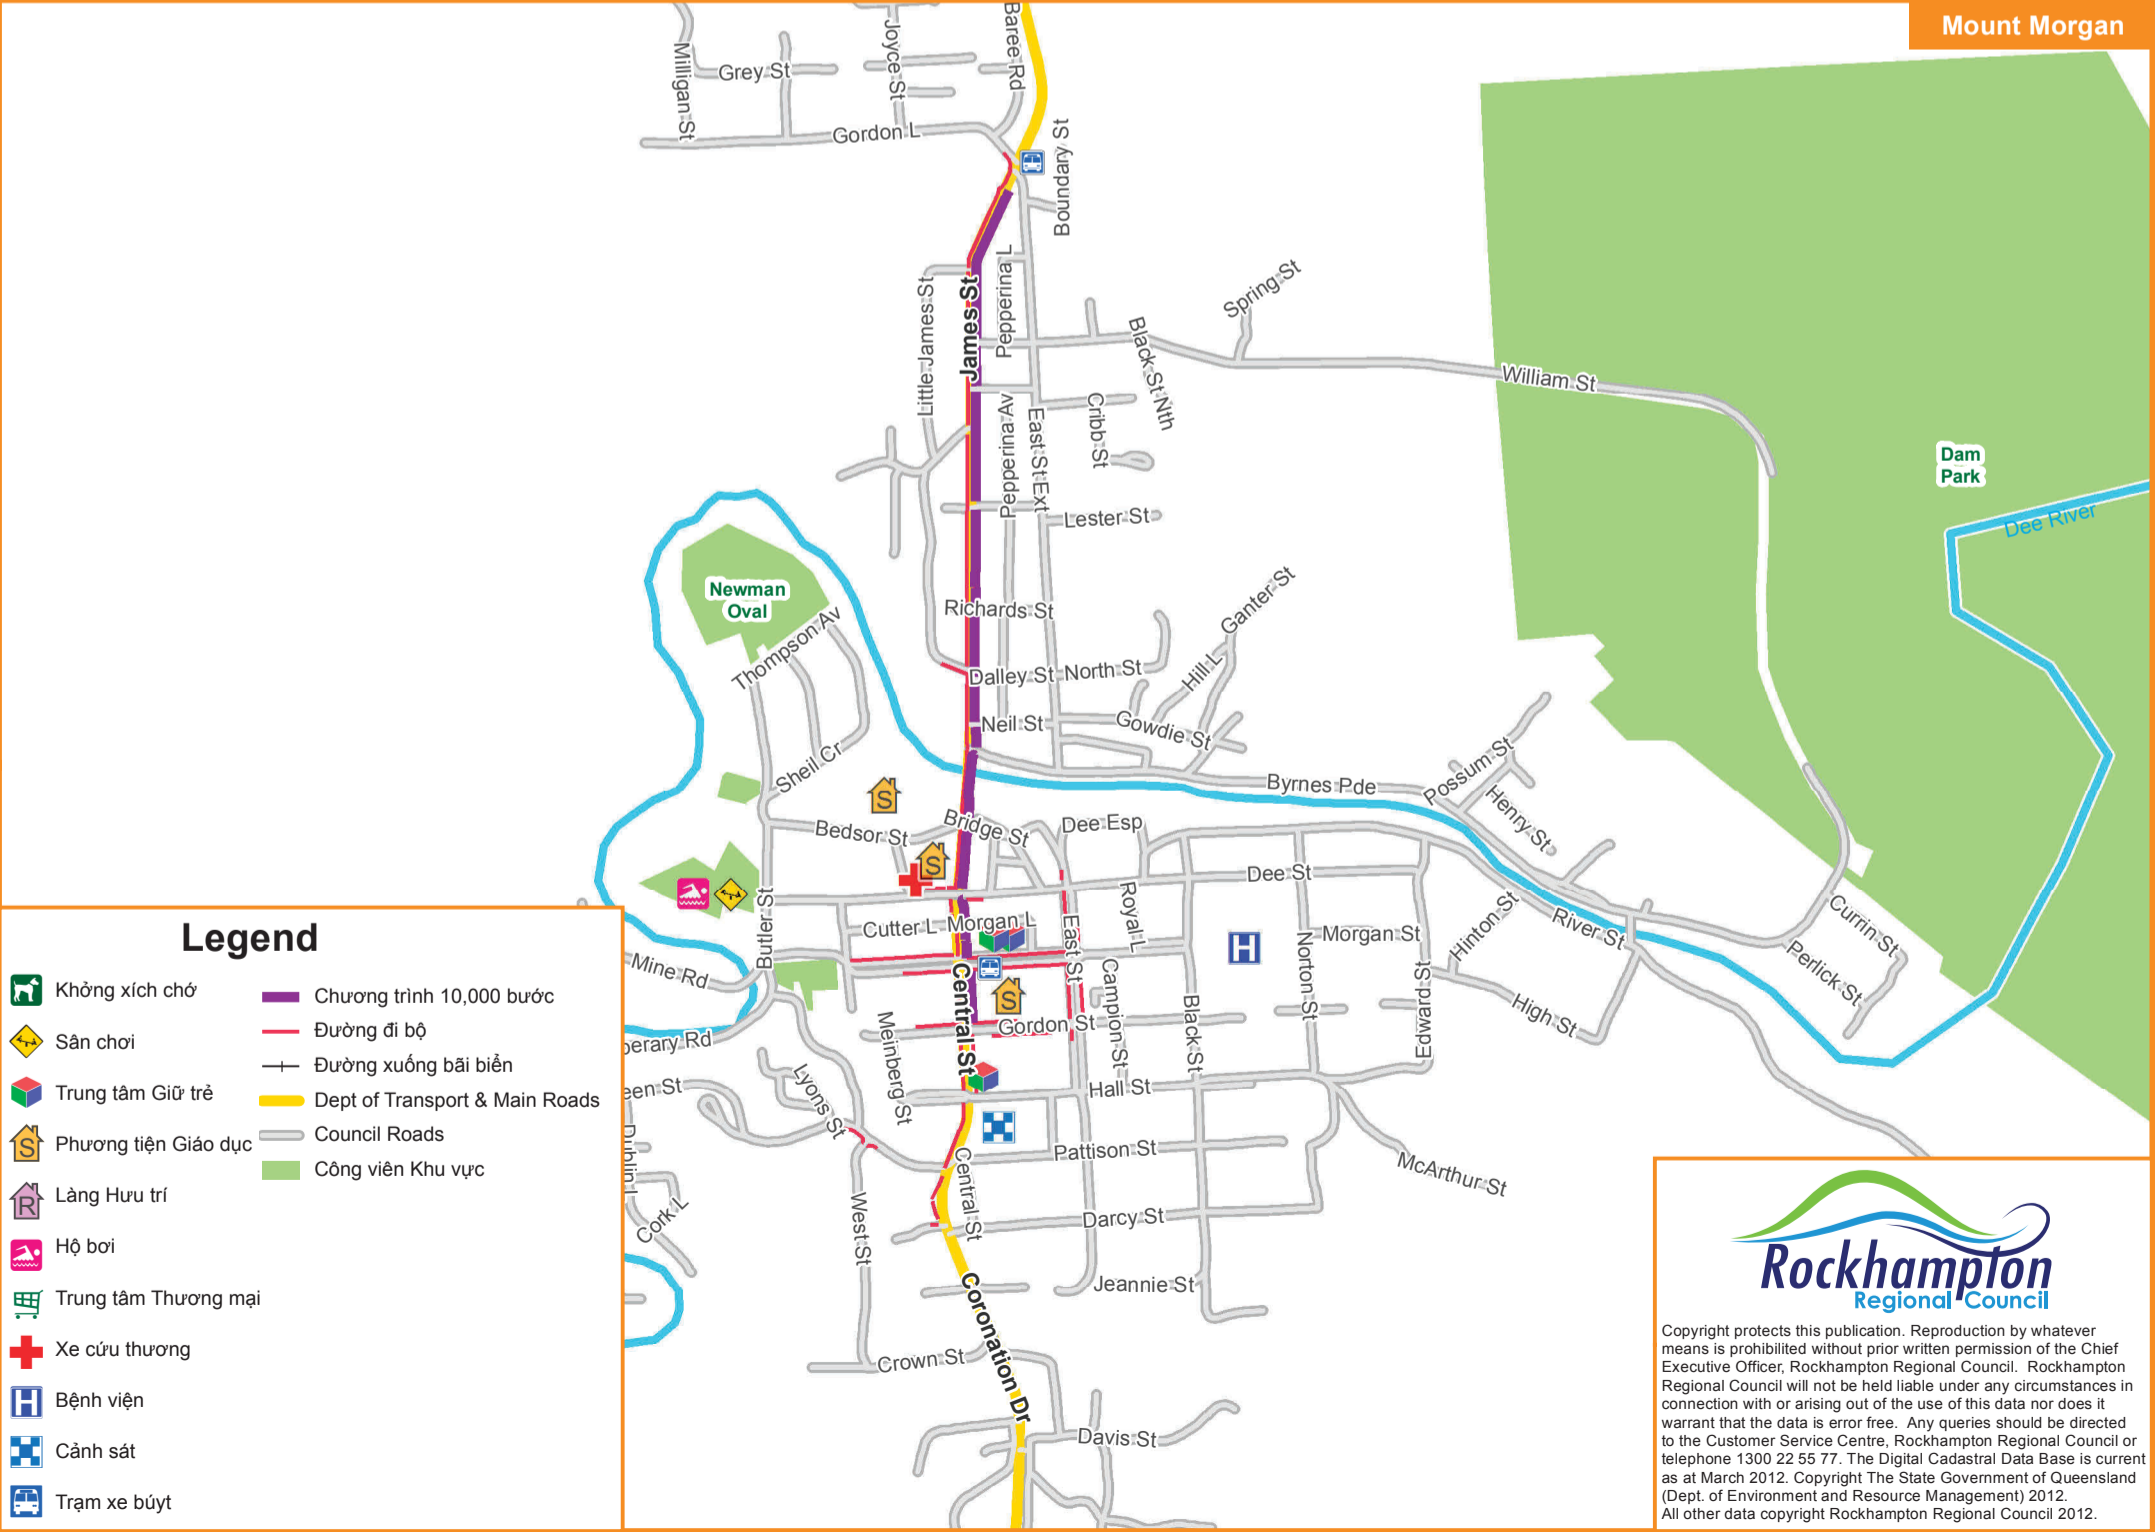 Mount Morgan
Milligan St
Grey St
Joyce St
Baree Rd
Gordon L
Boundary St
Little James St
James St
Pepperina L
Spring St
Black St Nth
William St
Pepperina Av
East St Ext
Cribb St
Lester St
Dam
Park
Dee River
Newman
Oval
Thompson Av
Richards St
Ganter St
Dalley St
North St
Hill L
Neil St
Gowdie St
Sheil Cr
Byrnes Pde
Possum St
Henry St
Bedsor St
Bridge St
Dee Esp
S
S
Dee St
Butler St
Cutter L
Morgan L
East St
Royal L
H
Norton St
Morgan St
Hinton St
River St
Currin St
Perlick St
Mine Rd
Central St
S
Campion St
Black St
Edward St
High St
Meinberg St
Gordon St
perary Rd
Lyons St
een St
Hall St
Dublin L
Pattison St
McArthur St
Central St
West St
Cork L
Darcy St
Jeannie St
Coronation Dr
Crown St
Davis St
Legend
Khởng xích chớ
Sân chơi
Trung tâm Giữ trẻ
S
Phương tiện Giáo dục
R
Làng Hưu trí
Hộ bơi
Trung tâm Thương mại
Xe cứu thương
H
Bệnh viện
Cảnh sát
Trạm xe búyt
Chương trình 10,000 bước
Đường đi bộ
Đường xuống bãi biển
Dept of Transport & Main Roads
Council Roads
Công viên Khu vực
Rockhampton
Regional Council
Copyright protects this publication. Reproduction by whatever
means is prohibilited without prior written permission of the Chief
Executive Officer, Rockhampton Regional Council. Rockhampton
Regional Council will not be held liable under any circumstances in
connection with or arising out of the use of this data nor does it
warrant that the data is error free. Any queries should be directed
to the Customer Service Centre, Rockhampton Regional Council or
telephone 1300 22 55 77. The Digital Cadastral Data Base is current
as at March 2012. Copyright The State Government of Queensland
(Dept. of Environment and Resource Management) 2012.
All other data copyright Rockhampton Regional Council 2012.